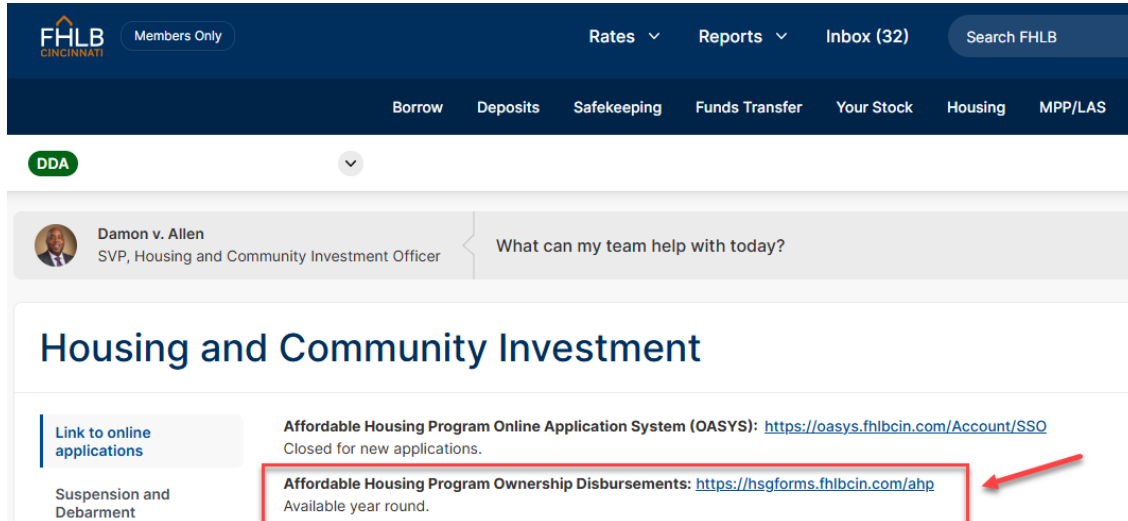 FHLB
CINCINNATI
Members Only
Rates
Reports
Inbox (32)
Search FHLB
Borrow
Deposits
Safekeeping
Funds Transfer
Your Stock
Housing
MPP/LAS
DDA
Damon v. Allen
SVP, Housing and Community Investment Officer
What can my team help with today?
Housing and Community Investment
Link to online
applications
Suspension and
Debarment
Affordable Housing Program Online Application System (OASYS): https://oasys.fhlbcin.com/Account/SSO
Closed for new applications.
Affordable Housing Program Ownership Disbursements: https://hsgforms.fhlbcin.com/ahp
Available year round.